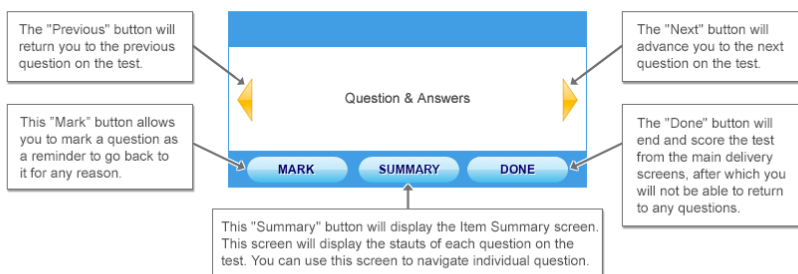 The "Previous" button will
return you to the previous
question on the test.
The "Next" button will
advance you to the next
question on the test.
Question & Answers
This "Mark" button allows
you to mark a question as
a reminder to go back to
it for any reason.
The "Done" button will
end and score the test
from the main delivery
screens, after which you
will not be able to return
to any questions.
MARK
SUMMARY
DONE
This "Summary" button will display the Item Summary screen.
This screen will display the stauts of each question on the
test. You can use this screen to navigate individual question.